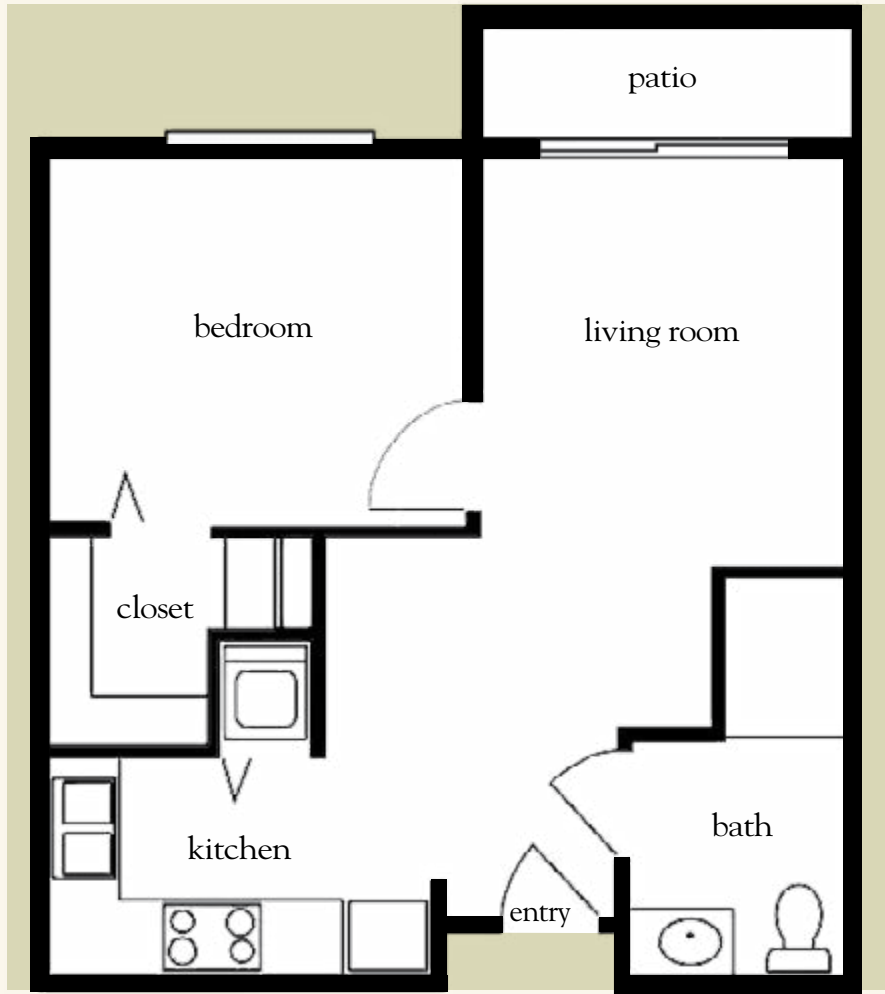 patio
bedroom
living room
closet
bath
kitchen
entry